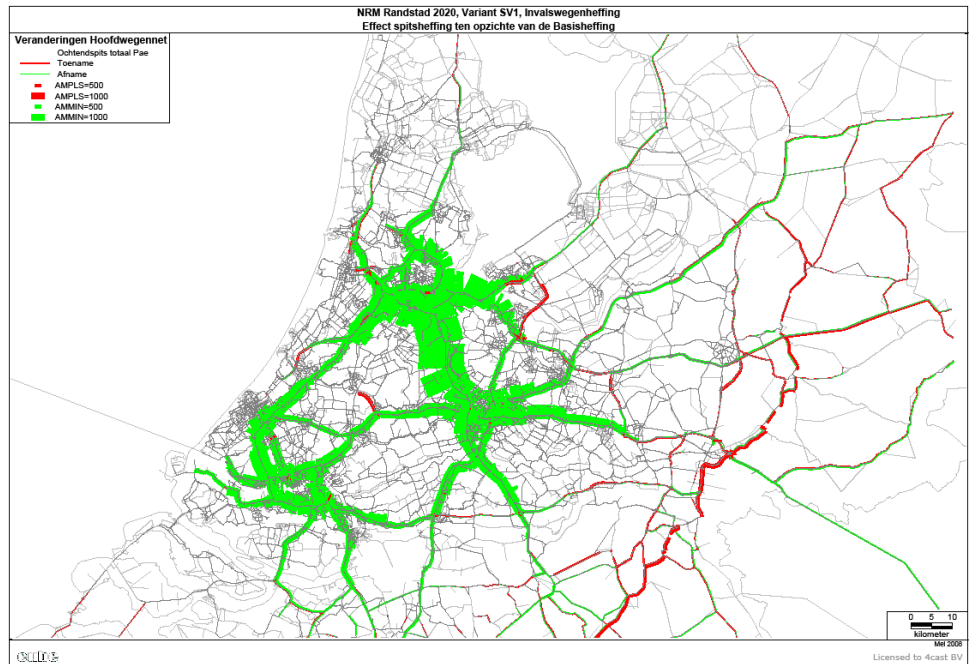 NRM Randstad 2020, Variant SV1, Invalswegenheffing
Effect spitsheffing ten opzichte van de Basisheffing
Veranderingen Hoofdwegennet
Ochtendspits totaal Pae
Toename
Afname
AMPLS=500
AMPLS=1000
AMMIN=500
AMMIN=1000
0 5 10
kilometer
Mei 2008
cube
Licensed to 4cast BV